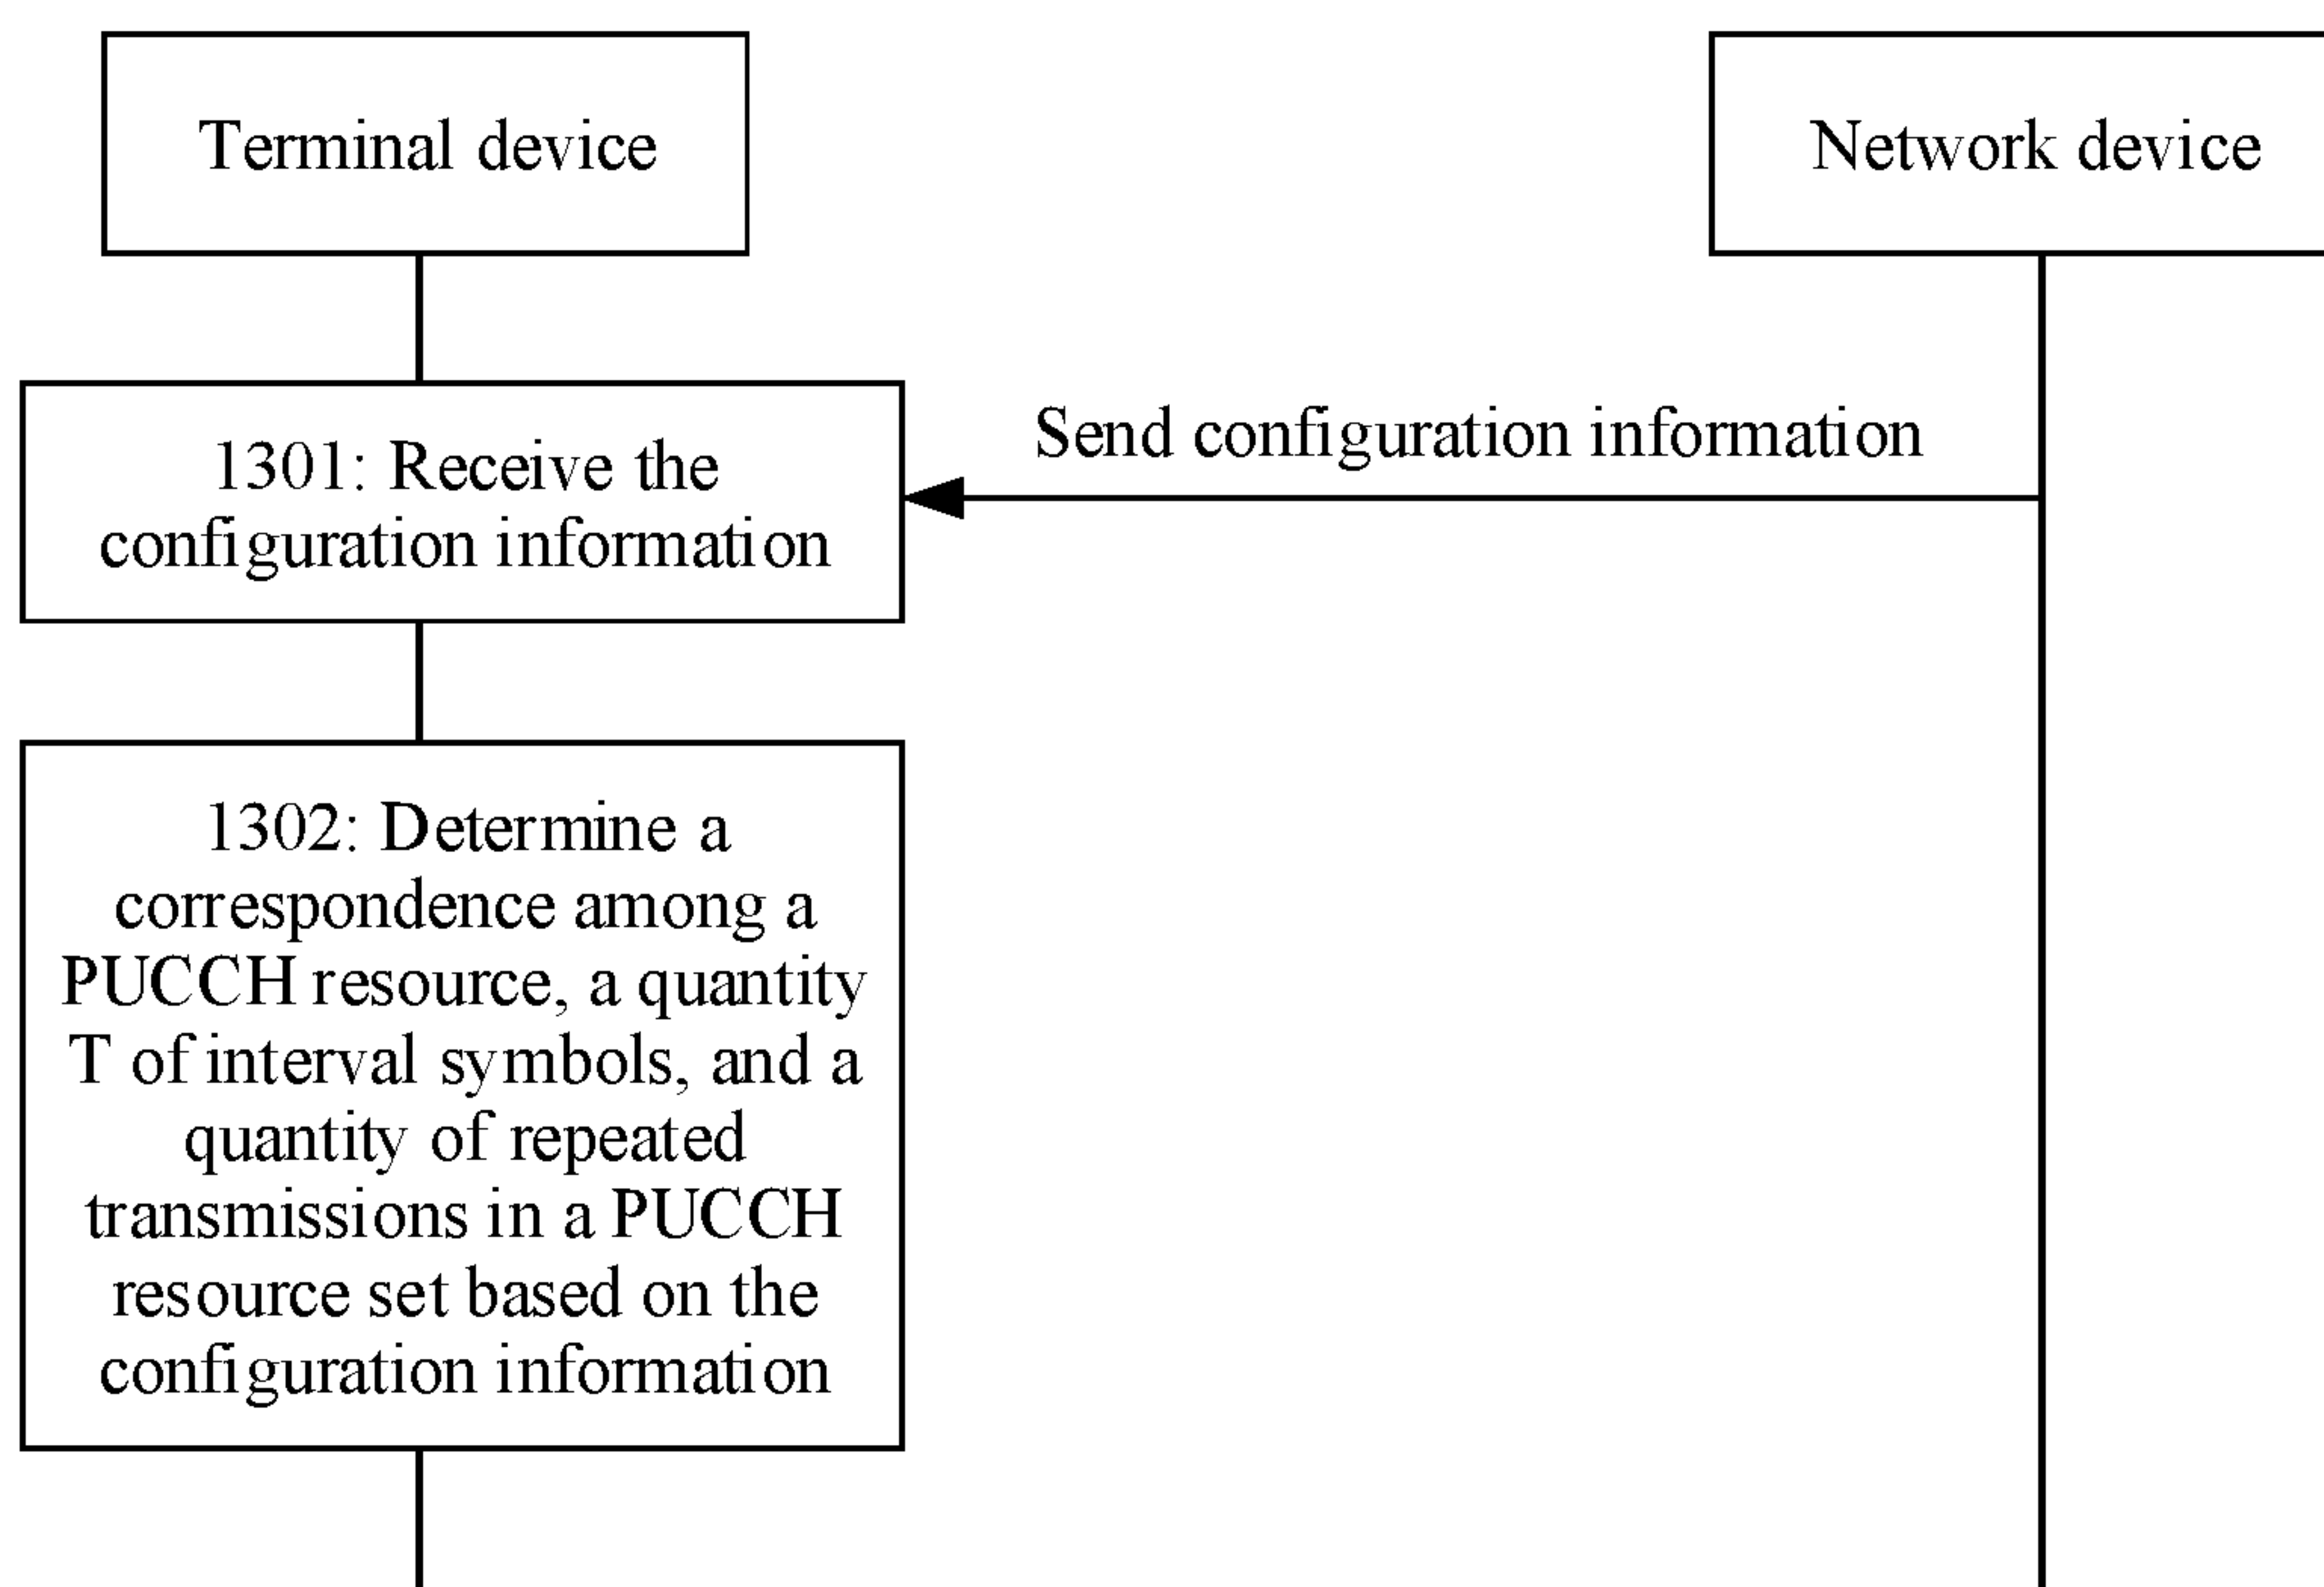 Terminal device
Network device
Send configuration information
1301: Receive the
configuration information
1302: Determine a
correspondence among a
PUCCH resource, a quantity
T of interval symbols, and a
quantity of repeated
transmissions in a PUCCH
resource set based on the
configuration information